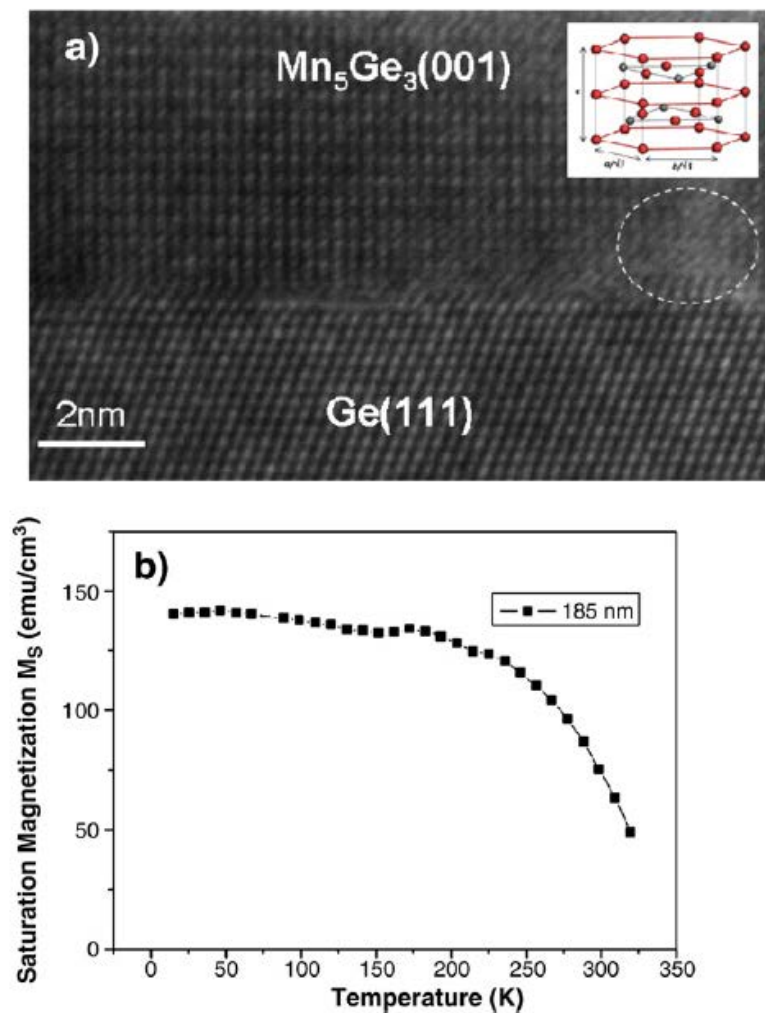 a)
Mn₅Ge₃(001)
Ge(111)
2nm
b)
185 nm
Saturation Magnetization Mₛ (emu/cm³)
150
100
50
0
0 50 100 150 200 250 300 350
Temperature (K)